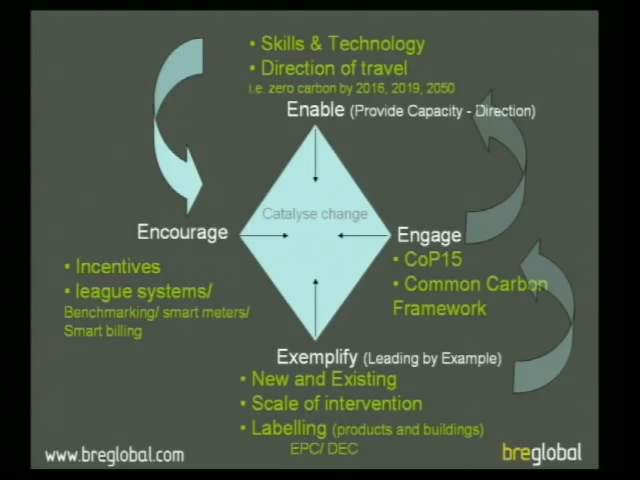 • Skills & Technology
• Direction of travel
i.e. zero carbon by 2016, 2019, 2050
Enable (Provide Capacity - Direction)
Catalyse change
Encourage
• Incentives
• league systems/
Benchmarking/ smart meters/
Smart billing
Engage
• CoP15
• Common Carbon
Framework
Exemplify (Leading by Example)
• New and Existing
• Scale of intervention
• Labelling (products and buildings)
EPC/ DEC
www.breglobal.com
breglobal